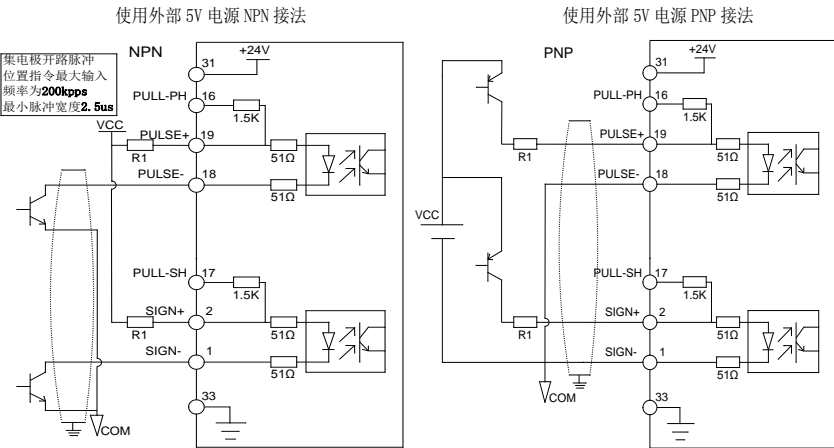 使用外部 5V 电源 NPN 接法
集电极开路脉冲
位置指令最大输入
频率为200kpps
最小脉冲宽度2.5us
NPN
+24V
31
PULL-PH
16
1.5K
VCC
PULSE+
19
R1
51Ω
PULSE-
18
51Ω
PULL-SH
17
1.5K
SIGN+
2
R1
51Ω
SIGN-
1
51Ω
33
COM
使用外部 5V 电源 PNP 接法
PNP
+24V
31
PULL-PH
16
1.5K
PULSE+
19
R1
51Ω
PULSE-
18
51Ω
VCC
PULL-SH
17
1.5K
SIGN+
2
R1
51Ω
SIGN-
1
51Ω
COM
33